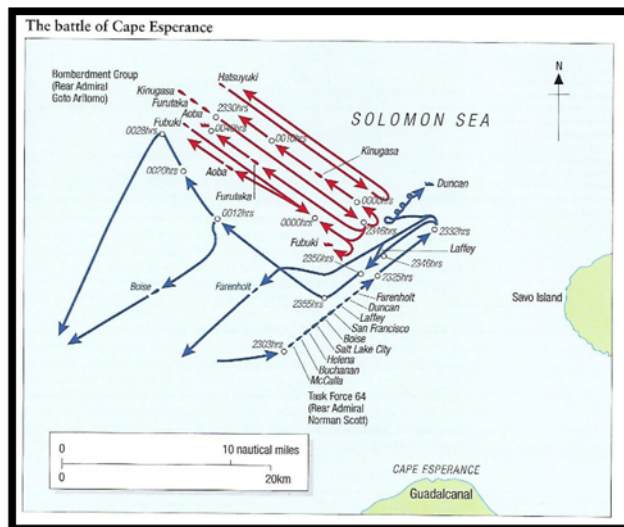 The battle of Cape Esperance
Bombardment Group
(Rear Admiral
Goto Aritomo)
Hatsuyuki
Kinugasa
2330hrs
Furutaka
Aoba
0040hrs
Fubuki
0028hrs
0010hrs
SOLOMON SEA
N
Kinugasa
0020hrs
Aoba
Furutaka
0000hrs
Duncan
0012hrs
0000hrs
2346hrs
2332hrs
Fubuki
Laffey
2350hrs
2346hrs
2325hrs
Boise
Farenholt
2355hrs
Farenholt
Duncan
Laffey
San Francisco
Boise
Salt Lake City
Helena
Buchanan
McCalla
2303hrs
Savo Island
Task Force 64
(Rear Admiral
Norman Scott)
0 10 nautical miles
0 20km
CAPE ESPERANCE
Guadalcanal